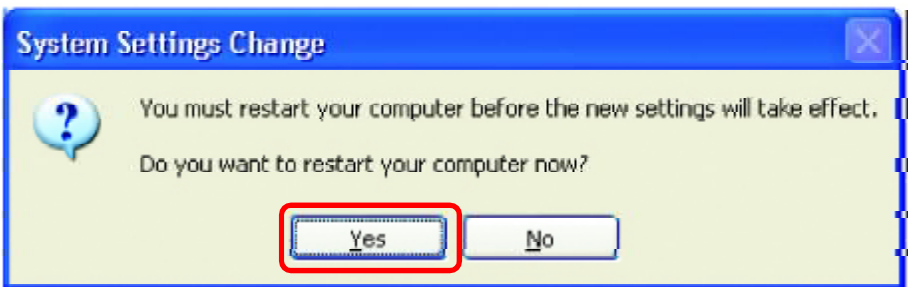 System Settings Change
You must restart your computer before the new settings will take effect.
Do you want to restart your computer now?
Yes No